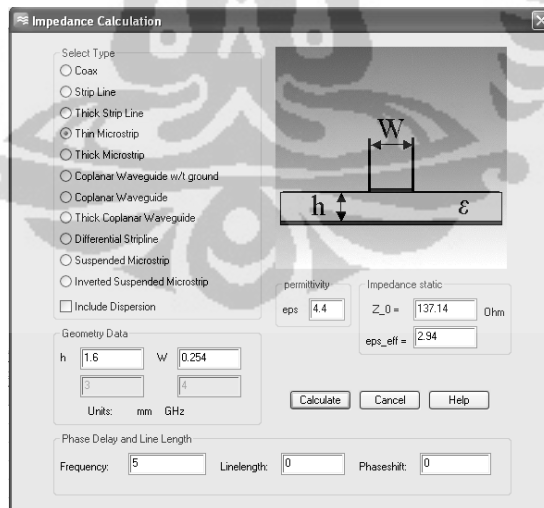 Impedance Calculation
Select Type
Coax
Strip Line
Thick Strip Line
Thin Microstrip
Thick Microstrip
Coplanar Waveguide w/t ground
Coplanar Waveguide
Thick Coplanar Waveguide
Differential Stripline
Suspended Microstrip
Inverted Suspended Microstrip
Include Dispersion
W
h ε
permittivity
eps 4.4
Impedance static
Z_0 = 137.14 Ohm
eps_eff = 2.94
Geometry Data
h 1.6 W 0.254
3 4
Units: mm GHz
Calculate Cancel Help
Phase Delay and Line Length
Frequency: 5 Linelength: 0 Phaseshift: 0